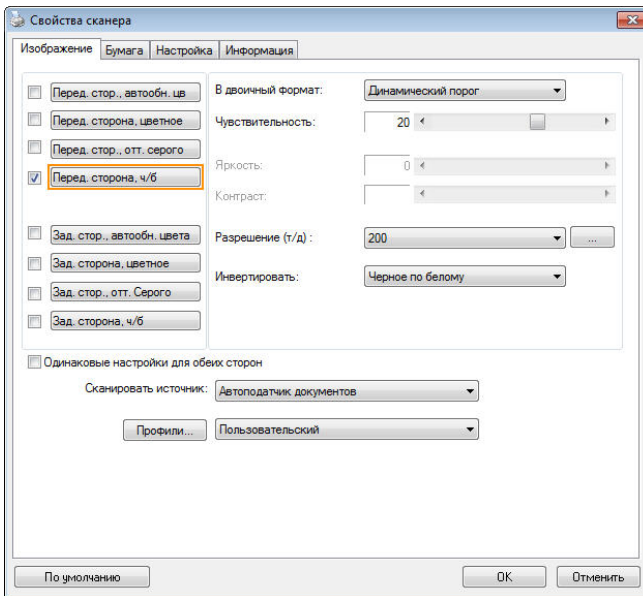 Свойства сканера
Изображение Бумага Настройка Информация
Перед. стор., автообн. цв
Перед. сторона, цветное
Перед. стор., отт. серого
Перед. сторона, ч/б
Зад. стор., автообн. цвета
Зад. сторона, цветное
Зад. стор., отт. Серого
Зад. сторона, ч/б
В двоичный формат: Динамический порог
Чувствительность: 20
Яркость: 0
Контраст:
Разрешение (т/д) : 200 ...
Инвертировать: Черное по белому
Одинаковые настройки для обеих сторон
Сканировать источник: Автоподатчик документов
Профили... Пользовательский
По умолчанию OK Отменить